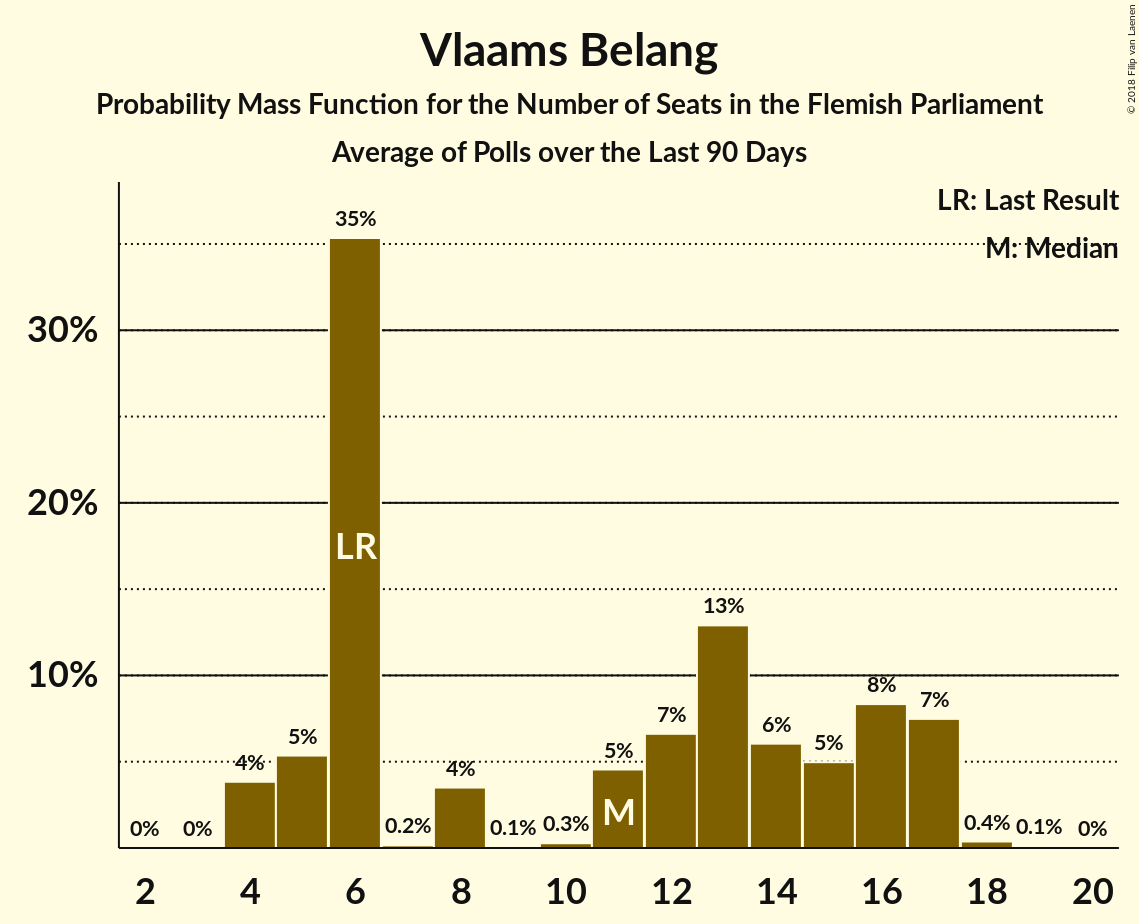 Vlaams Belang
Probability Mass Function for the Number of Seats in the Flemish Parliament
Average of Polls over the Last 90 Days
© 2018 Filip van Laenen
LR: Last Result
M: Median
30%
20%
10%
0%
0%
4%
5%
35%
LR
0.2%
4%
0.1%
0.3%
5%
M
7%
13%
6%
5%
8%
7%
0.4%
0.1%
0%
2 4 6 8 10 12 14 16 18 20